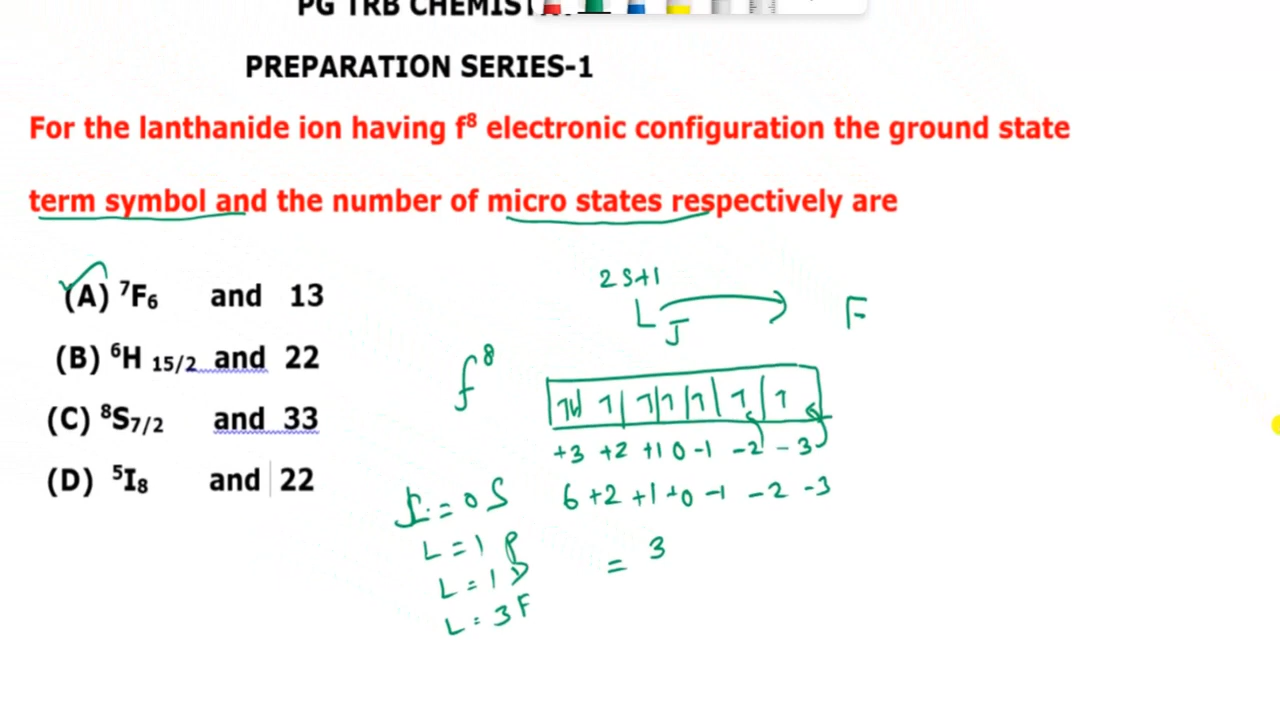 PG TRB CHEMIST
PREPARATION SERIES-1
For the lanthanide ion having f⁸ electronic configuration the ground state
term symbol and the number of micro states respectively are
(A) ⁷F₆ and 13
(B) ⁶H 15/2 and 22
(C) ⁸S7/2 and 33
(D) ⁵I₈ and 22
2S+1
L J
F
f⁸
+3 +2 +1 0 -1 -2 -3
6 +2 +1 +0 -1 -2 -3
= 3
L = 0 S
L = 1 P
L = 1 D
L = 3 F